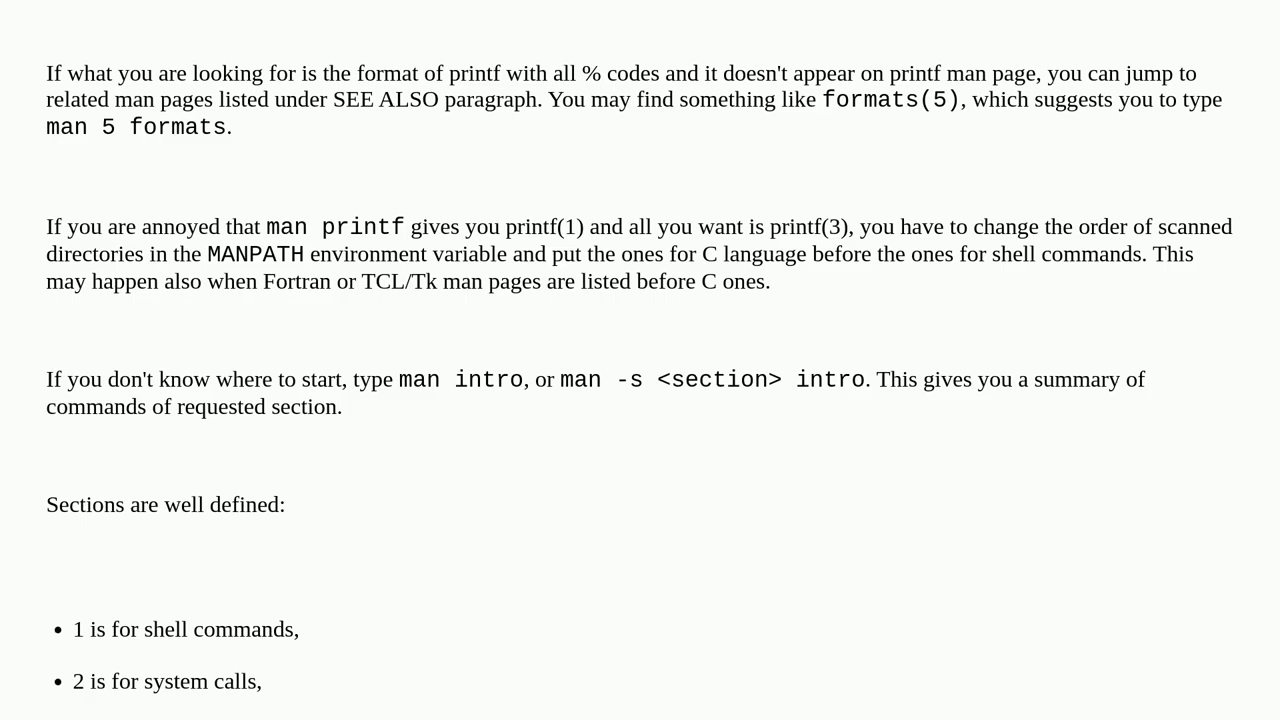 If what you are looking for is the format of printf with all % codes and it doesn't appear on printf man page, you can jump to
related man pages listed under SEE ALSO paragraph. You may find something like formats(5), which suggests you to type
man 5 formats.
If you are annoyed that man printf gives you printf(1) and all you want is printf(3), you have to change the order of scanned
directories in the MANPATH environment variable and put the ones for C language before the ones for shell commands. This
may happen also when Fortran or TCL/Tk man pages are listed before C ones.
If you don't know where to start, type man intro, or man -s <section> intro. This gives you a summary of
commands of requested section.
Sections are well defined:
• 1 is for shell commands,
• 2 is for system calls,